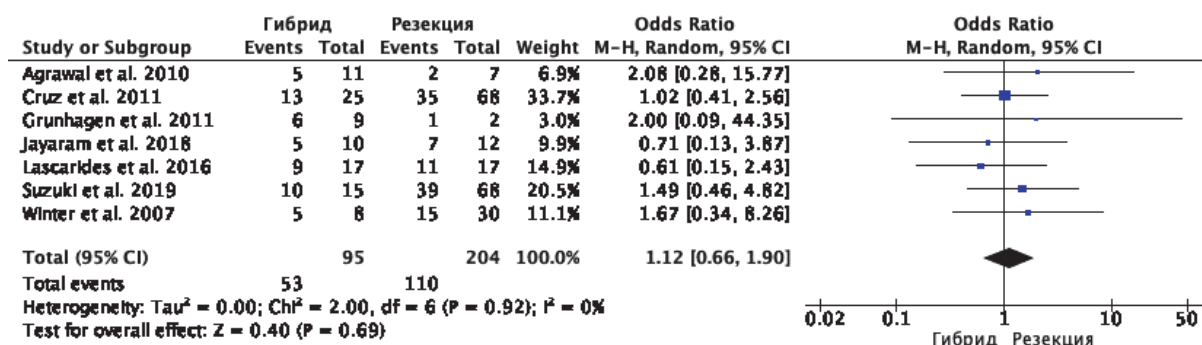 Гибрид Резекция Odds Ratio Odds Ratio
Study or Subgroup Events Total Events Total Weight M-H, Random, 95% CI M-H, Random, 95% CI
Agrawal et al. 2010 5 11 2 7 6.9% 2.08 [0.28, 15.77]
Cruz et al. 2011 13 25 35 68 33.7% 1.02 [0.41, 2.56]
Grunhagen et al. 2011 6 9 1 2 3.0% 2.00 [0.09, 44.35]
Jayaram et al. 2018 5 10 7 12 9.9% 0.71 [0.13, 3.87]
Lascarides et al. 2016 9 17 11 17 14.9% 0.61 [0.15, 2.43]
Suzuki et al. 2019 10 15 39 68 20.5% 1.49 [0.46, 4.82]
Winter et al. 2007 5 8 15 30 11.1% 1.67 [0.34, 8.26]
Total (95% CI) 95 204 100.0% 1.12 [0.66, 1.90]
Total events 53 110
Heterogeneity: Tau² = 0.00; Chi² = 2.00, df = 6 (P = 0.92); I² = 0%
Test for overall effect: Z = 0.40 (P = 0.69)
0.02 0.1 1 10 50
Гибрид Резекция